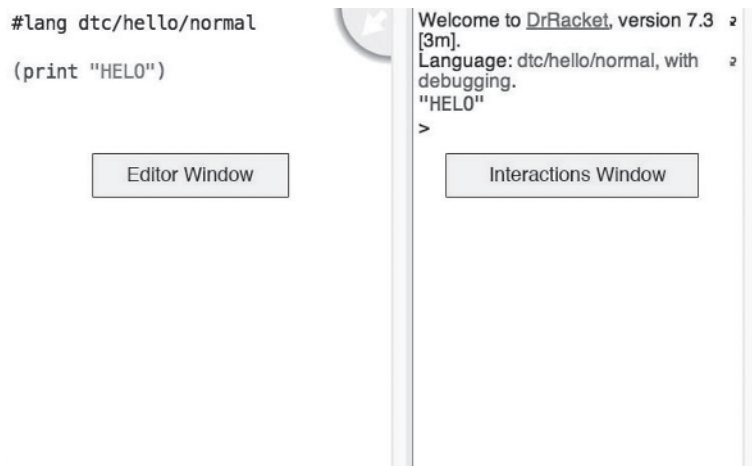 #lang dtc/hello/normal
(print "HELO")
Editor Window
Welcome to DrRacket, version 7.3
[3m].
Language: dtc/hello/normal, with
debugging.
"HELO"
>
Interactions Window